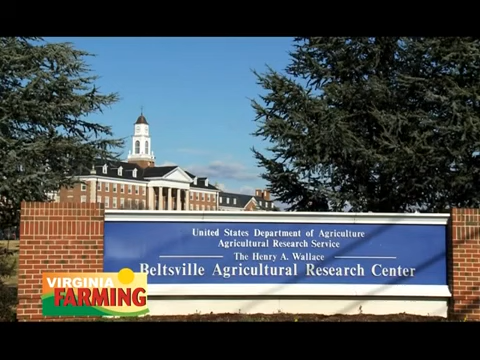 United States Department of Agriculture
Agricultural Research Service
The Henry A. Wallace
Beltsville Agricultural Research Center
VIRGINIA
FARMING